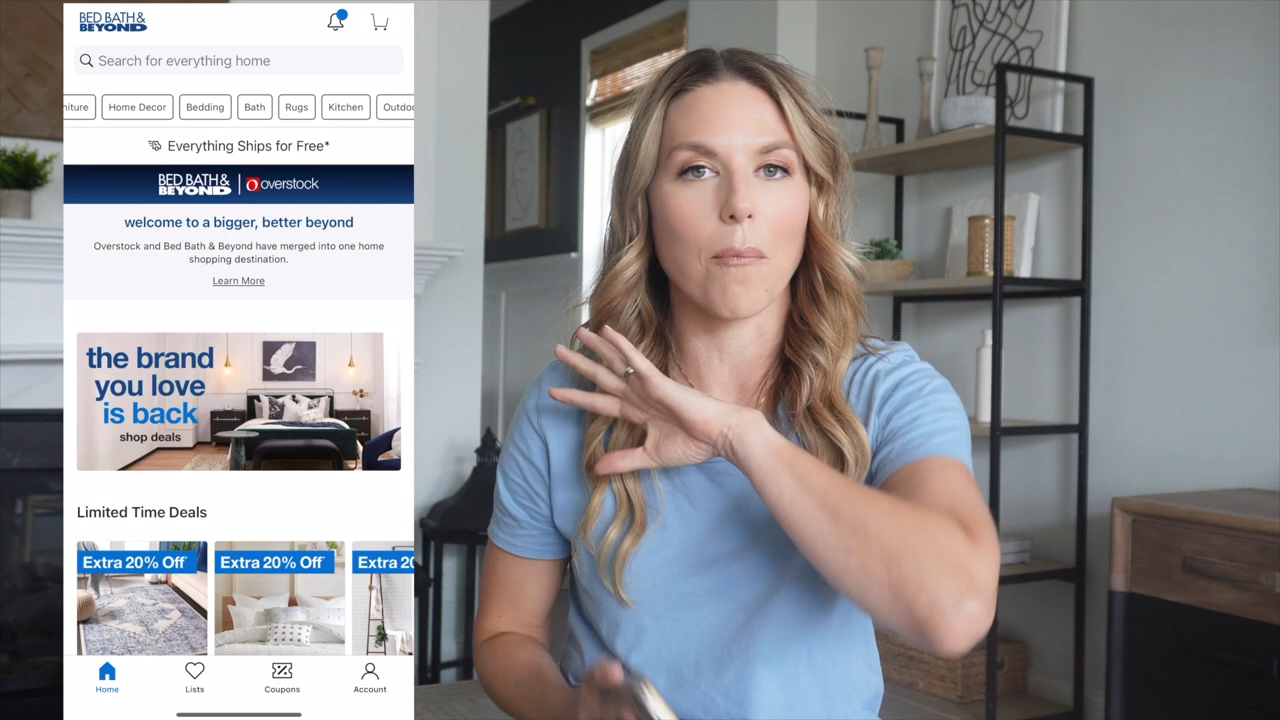 BED BATH &
BEYOND
Search for everything home
niture
Home Decor
Bedding
Bath
Rugs
Kitchen
Outdoo
Everything Ships for Free*
BED BATH &
BEYOND
overstock
welcome to a bigger, better beyond
Overstock and Bed Bath & Beyond have merged into one home
shopping destination.
Learn More
the brand
you love
is back
shop deals
Limited Time Deals
Extra 20% Off*
Extra 20% Off*
Extra 20
Home
Lists
Coupons
Account